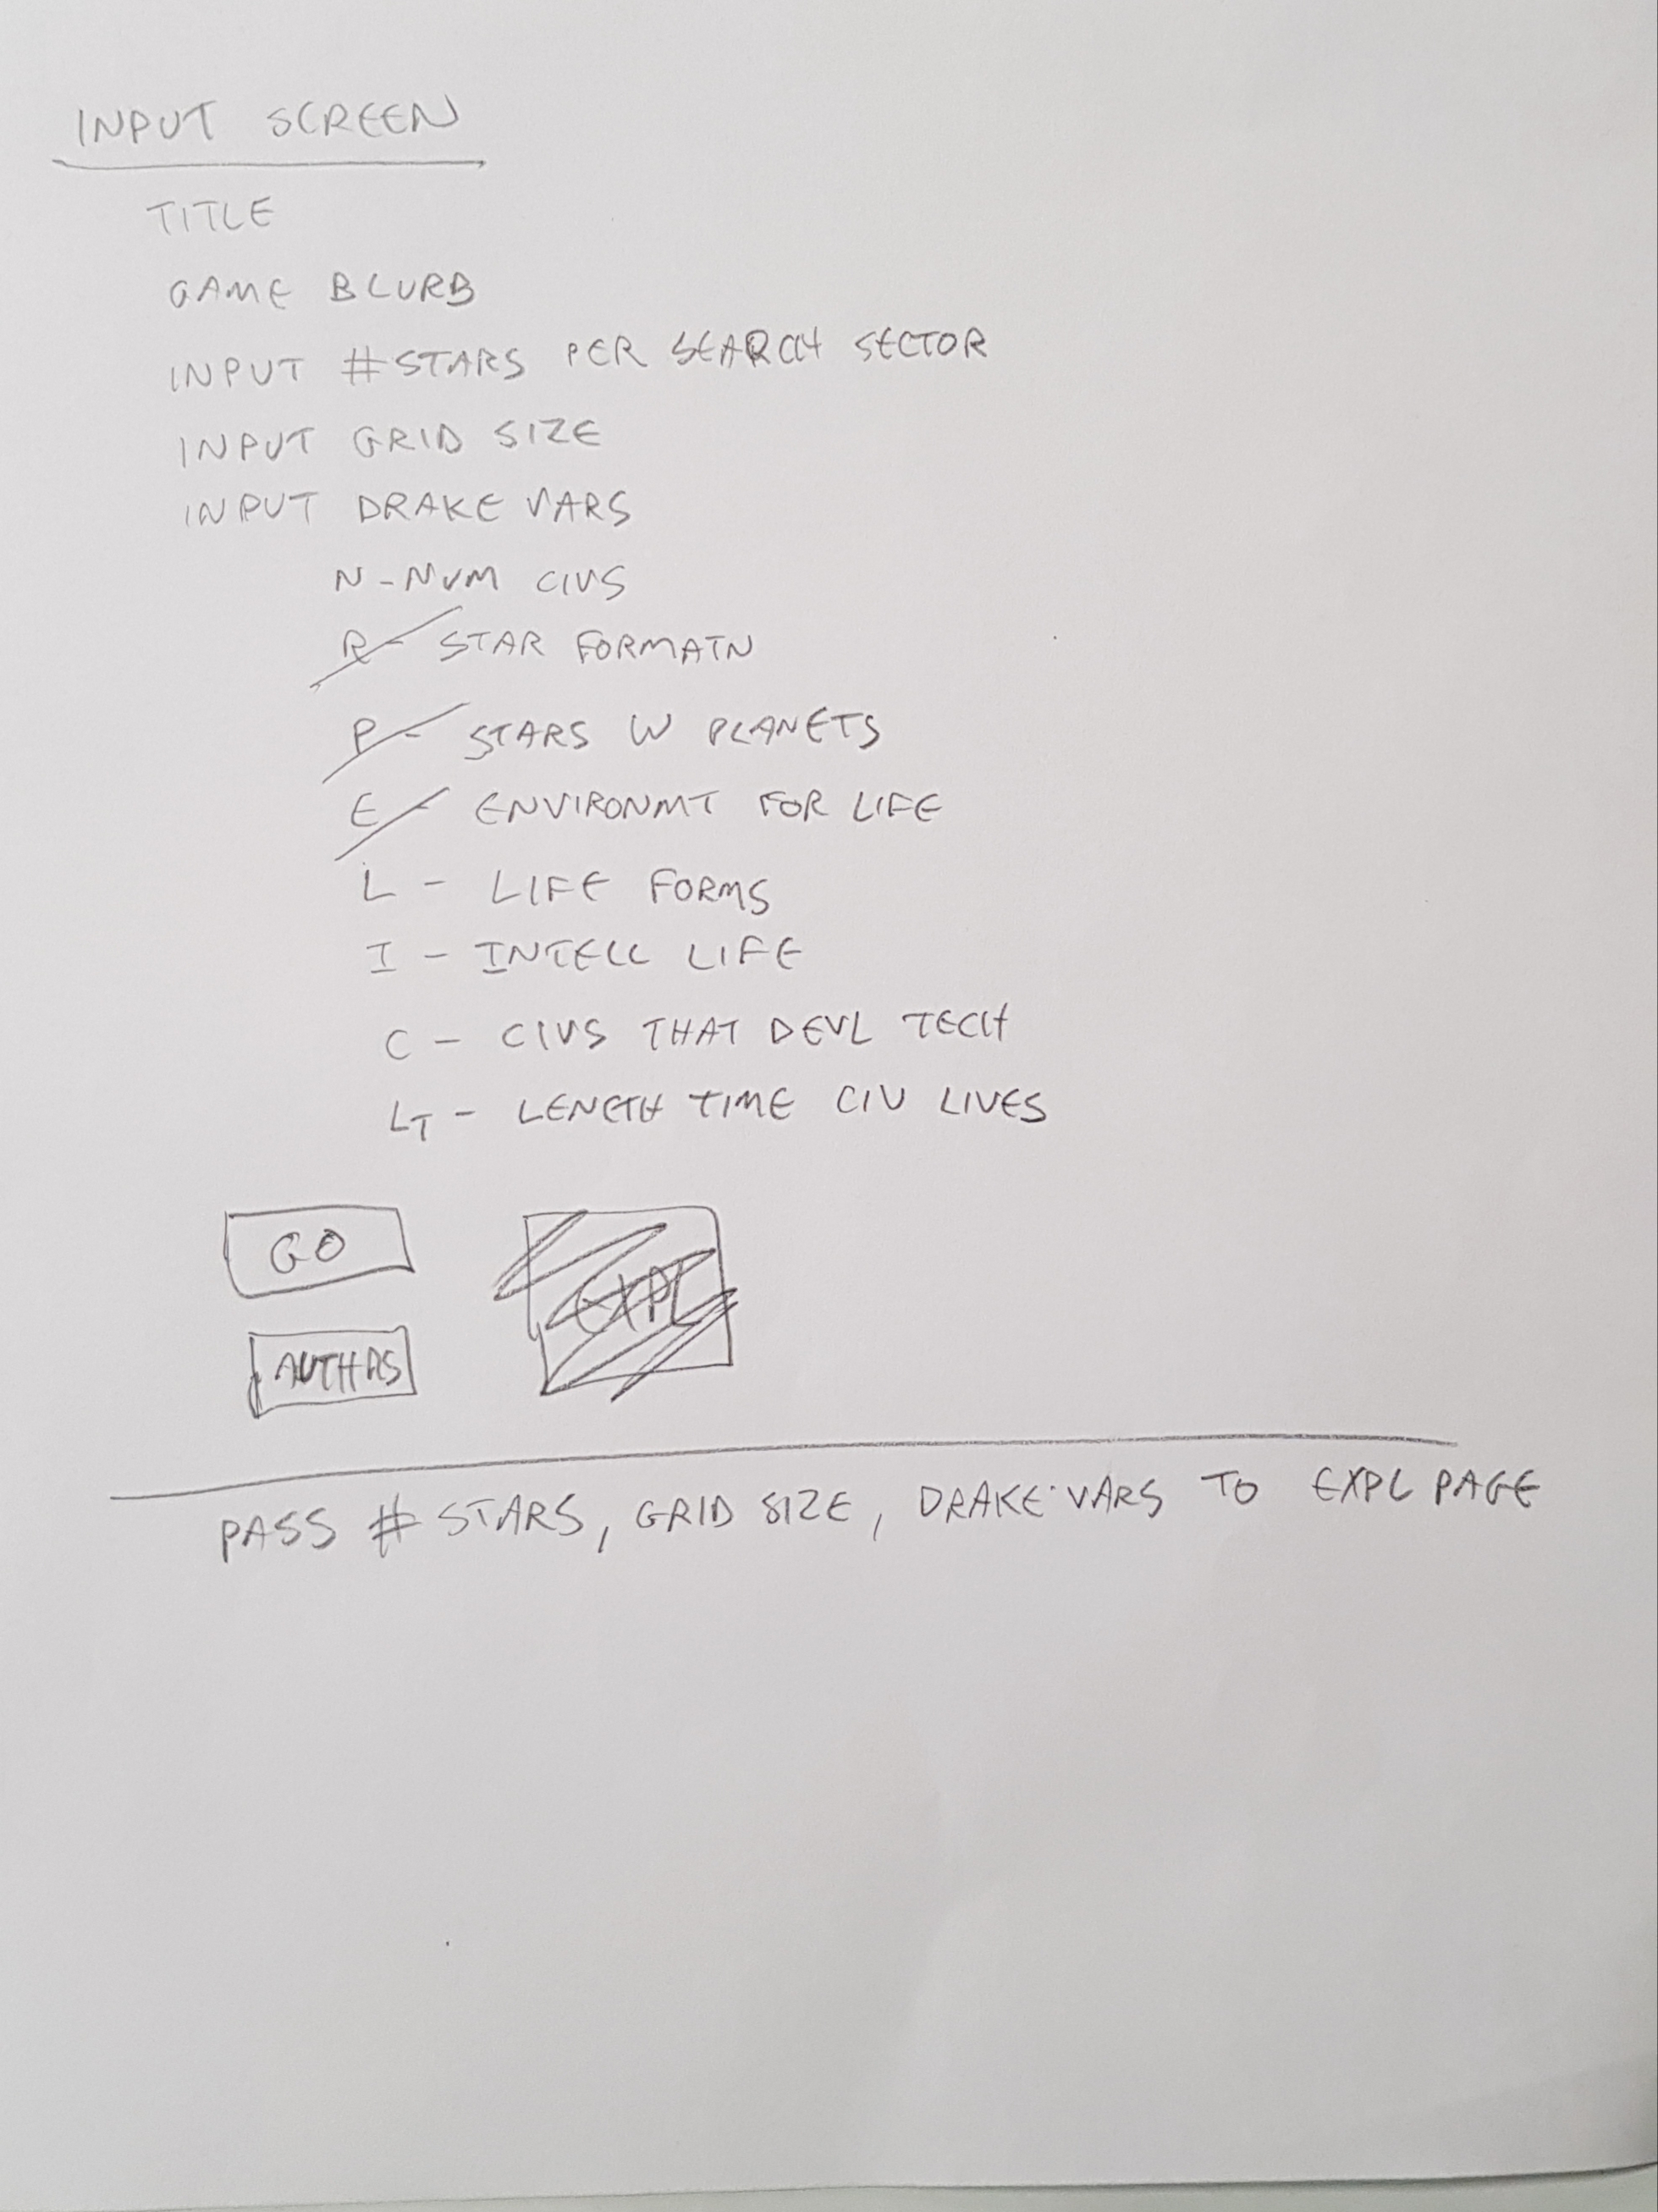 INPUT SCREEN
TITLE
GAME BLURB
INPUT #STARS PER SEARCH SECTOR
INPUT GRID SIZE
INPUT DRAKE VARS
N - NUM CIVS
R - STAR FORMATN
P - STARS W PLANETS
E - ENVIRONMT FOR LIFE
L - LIFE FORMS
I - INTELL LIFE
C - CIVS THAT DEVL TECH
LT - LENGTH TIME CIV LIVES
GO
EXPL
AUTHRS
PASS # STARS, GRID SIZE, DRAKE VARS TO EXPL PAGE